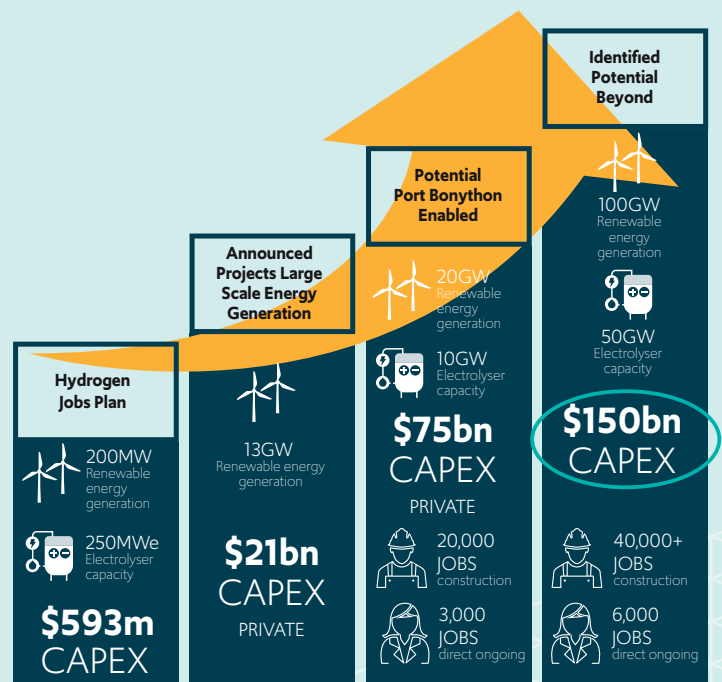 Hydrogen
Jobs Plan
200MW
Renewable
energy
generation
250MWe
Electrolyser
capacity
$593m
CAPEX
Announced
Projects Large
Scale Energy
Generation
13GW
Renewable energy
generation
$21bn
CAPEX
PRIVATE
Potential
Port Bonython
Enabled
20GW
Renewable
energy
generation
10GW
Electrolyser
capacity
$75bn
CAPEX
PRIVATE
20,000
JOBS
construction
3,000
JOBS
direct ongoing
Identified
Potential
Beyond
100GW
Renewable
energy
generation
50GW
Electrolyser
capacity
$150bn
CAPEX
40,000+
JOBS
construction
6,000
JOBS
direct ongoing